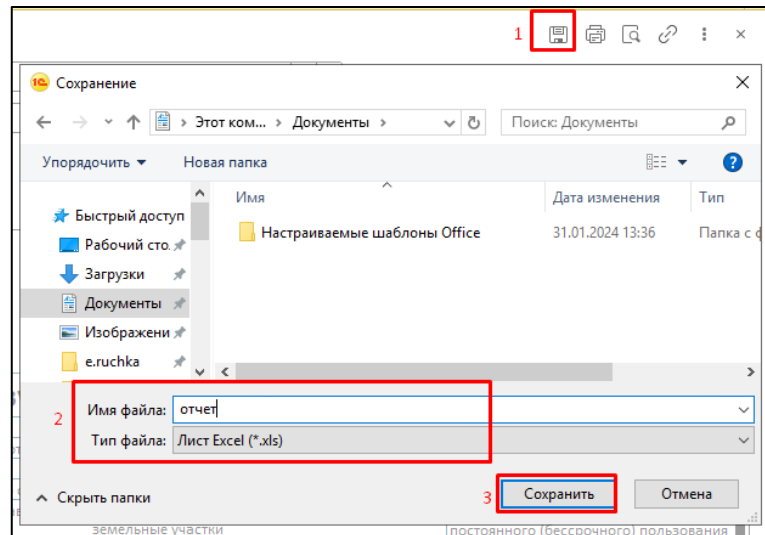 1
1С Сохранение
Этот ком... > Документы >
Поиск: Документы
Упорядочить
Новая папка
?
Имя
Дата изменения
Тип
Быстрый доступ
Рабочий сто.
Загрузки
Документы
Изображени
e.ruchka
Настраиваемые шаблоны Office
31.01.2024 13:36
Папка с ф
2
Имя файла: отчет
Тип файла: Лист Excel (*.xls)
Скрыть папки
3
Сохранить
Отмена
земельные участки
постоянного (бессрочного) пользования